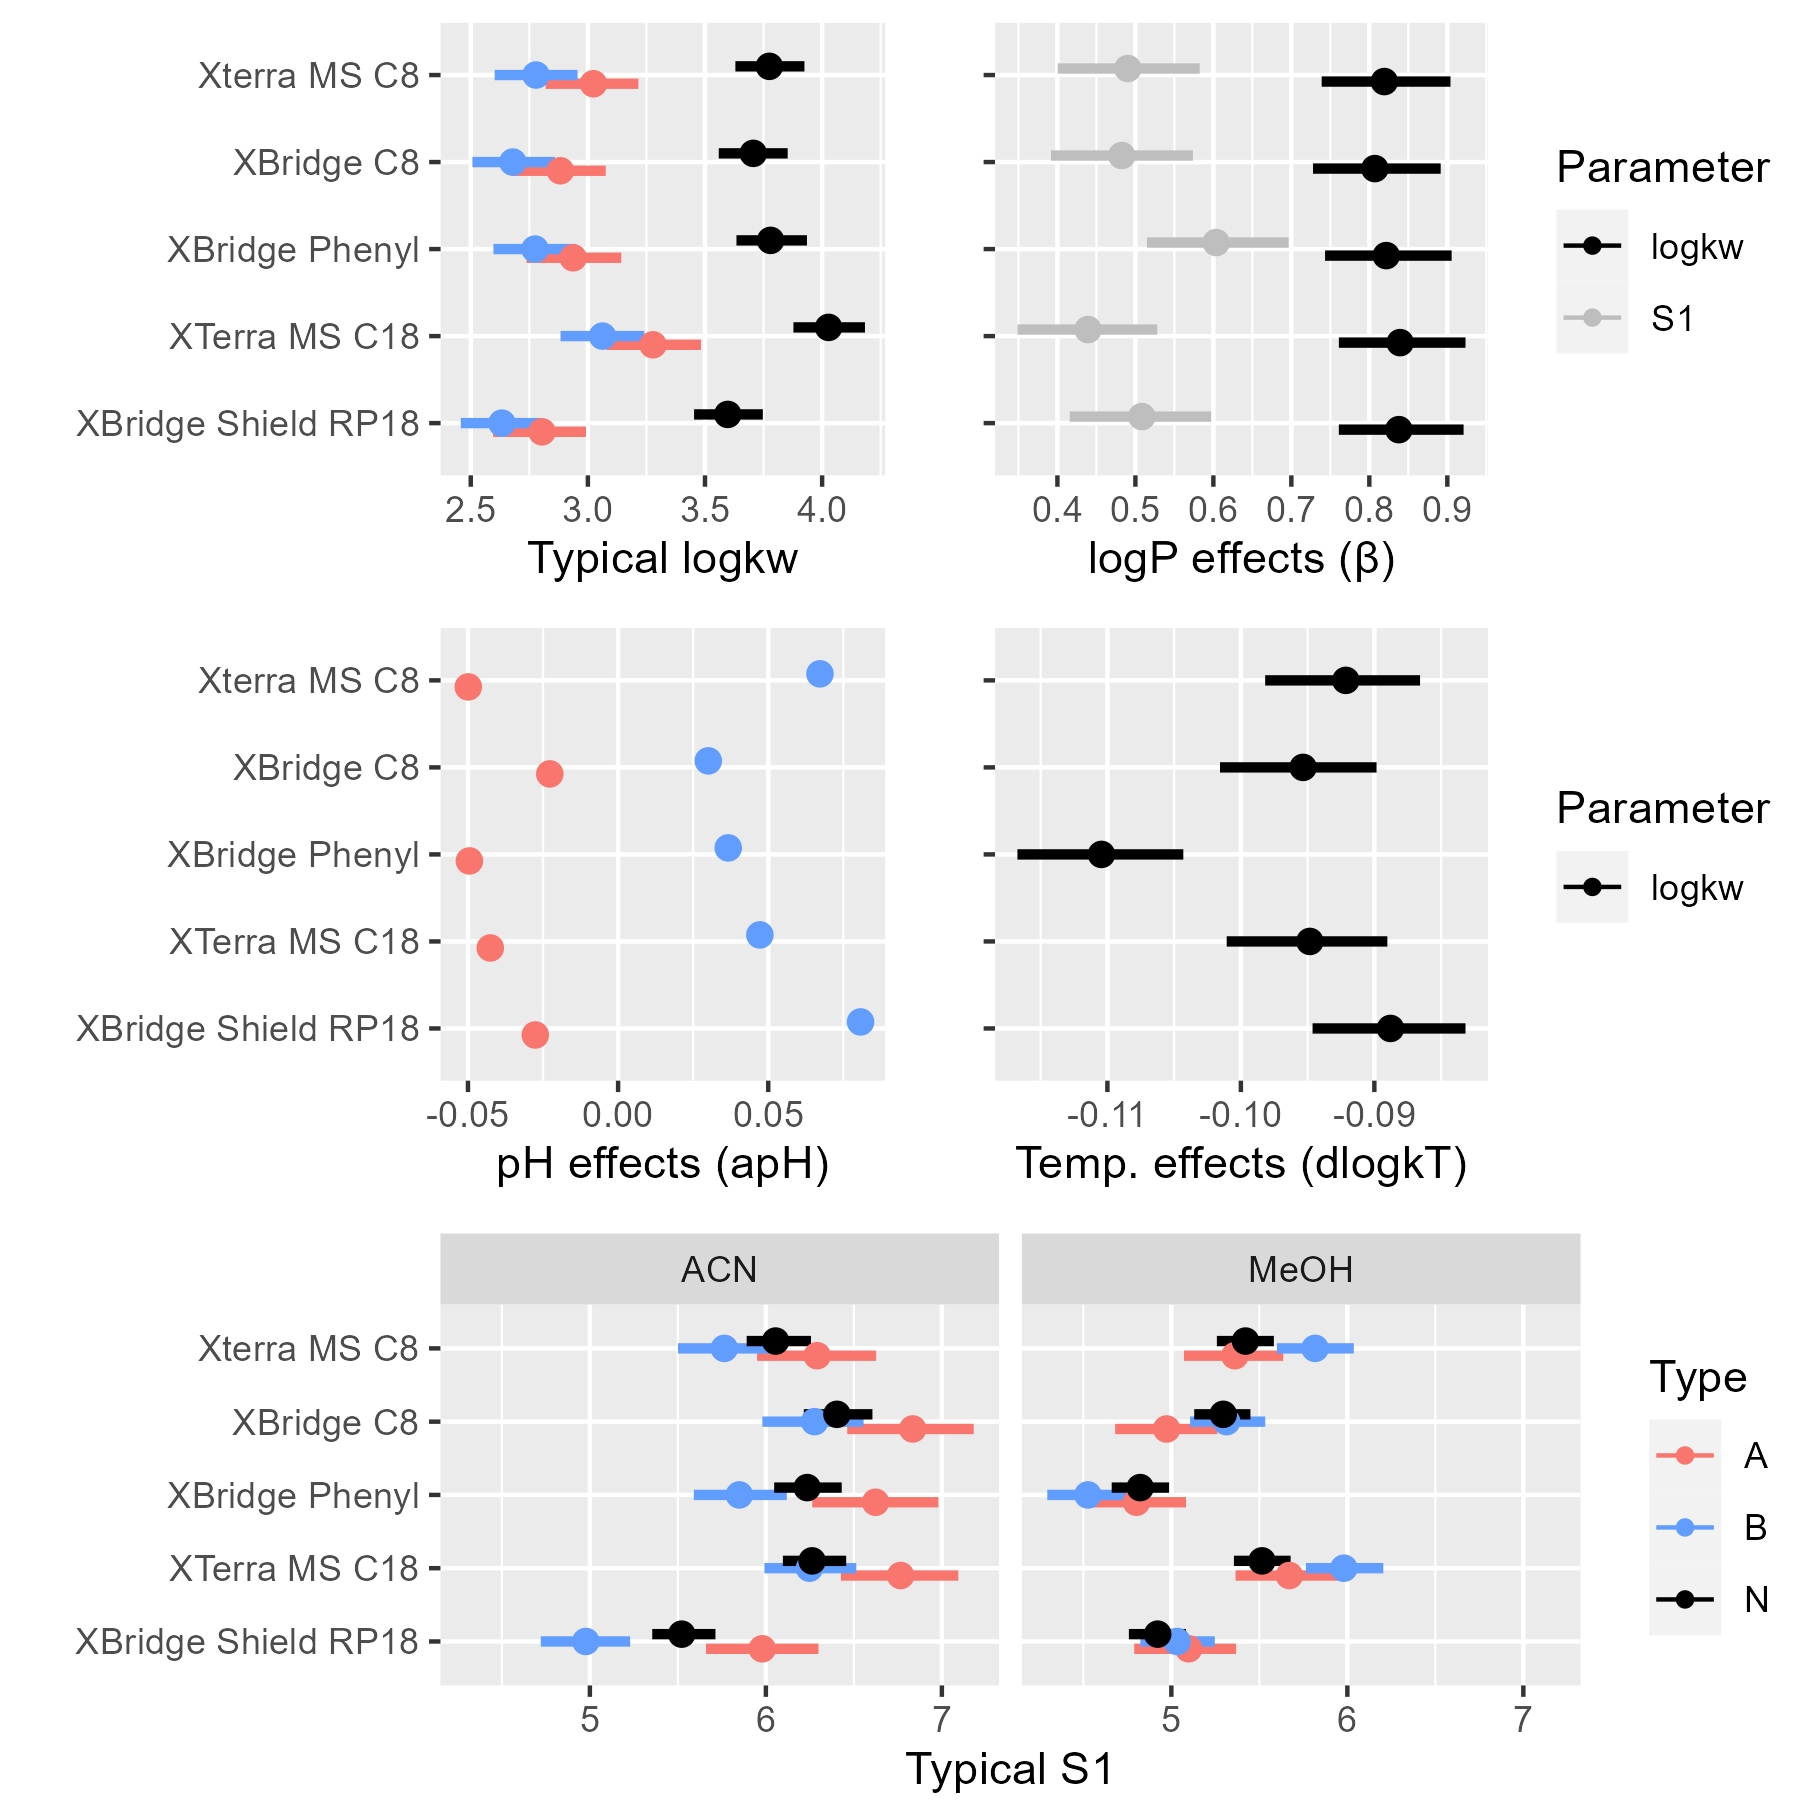 Xterra MS C8
XBridge C8
XBridge Phenyl
XTerra MS C18
XBridge Shield RP18
2.5 3.0 3.5 4.0
Typical logkw
0.4 0.5 0.6 0.7 0.8 0.9
logP effects (β)
Parameter
logkw
S1
Xterra MS C8
XBridge C8
XBridge Phenyl
XTerra MS C18
XBridge Shield RP18
-0.05 0.00 0.05
pH effects (apH)
-0.11 -0.10 -0.09
Temp. effects (dlogkT)
Parameter
logkw
ACN
MeOH
Xterra MS C8
XBridge C8
XBridge Phenyl
XTerra MS C18
XBridge Shield RP18
5 6 7
5 6 7
Typical S1
Type
A
B
N